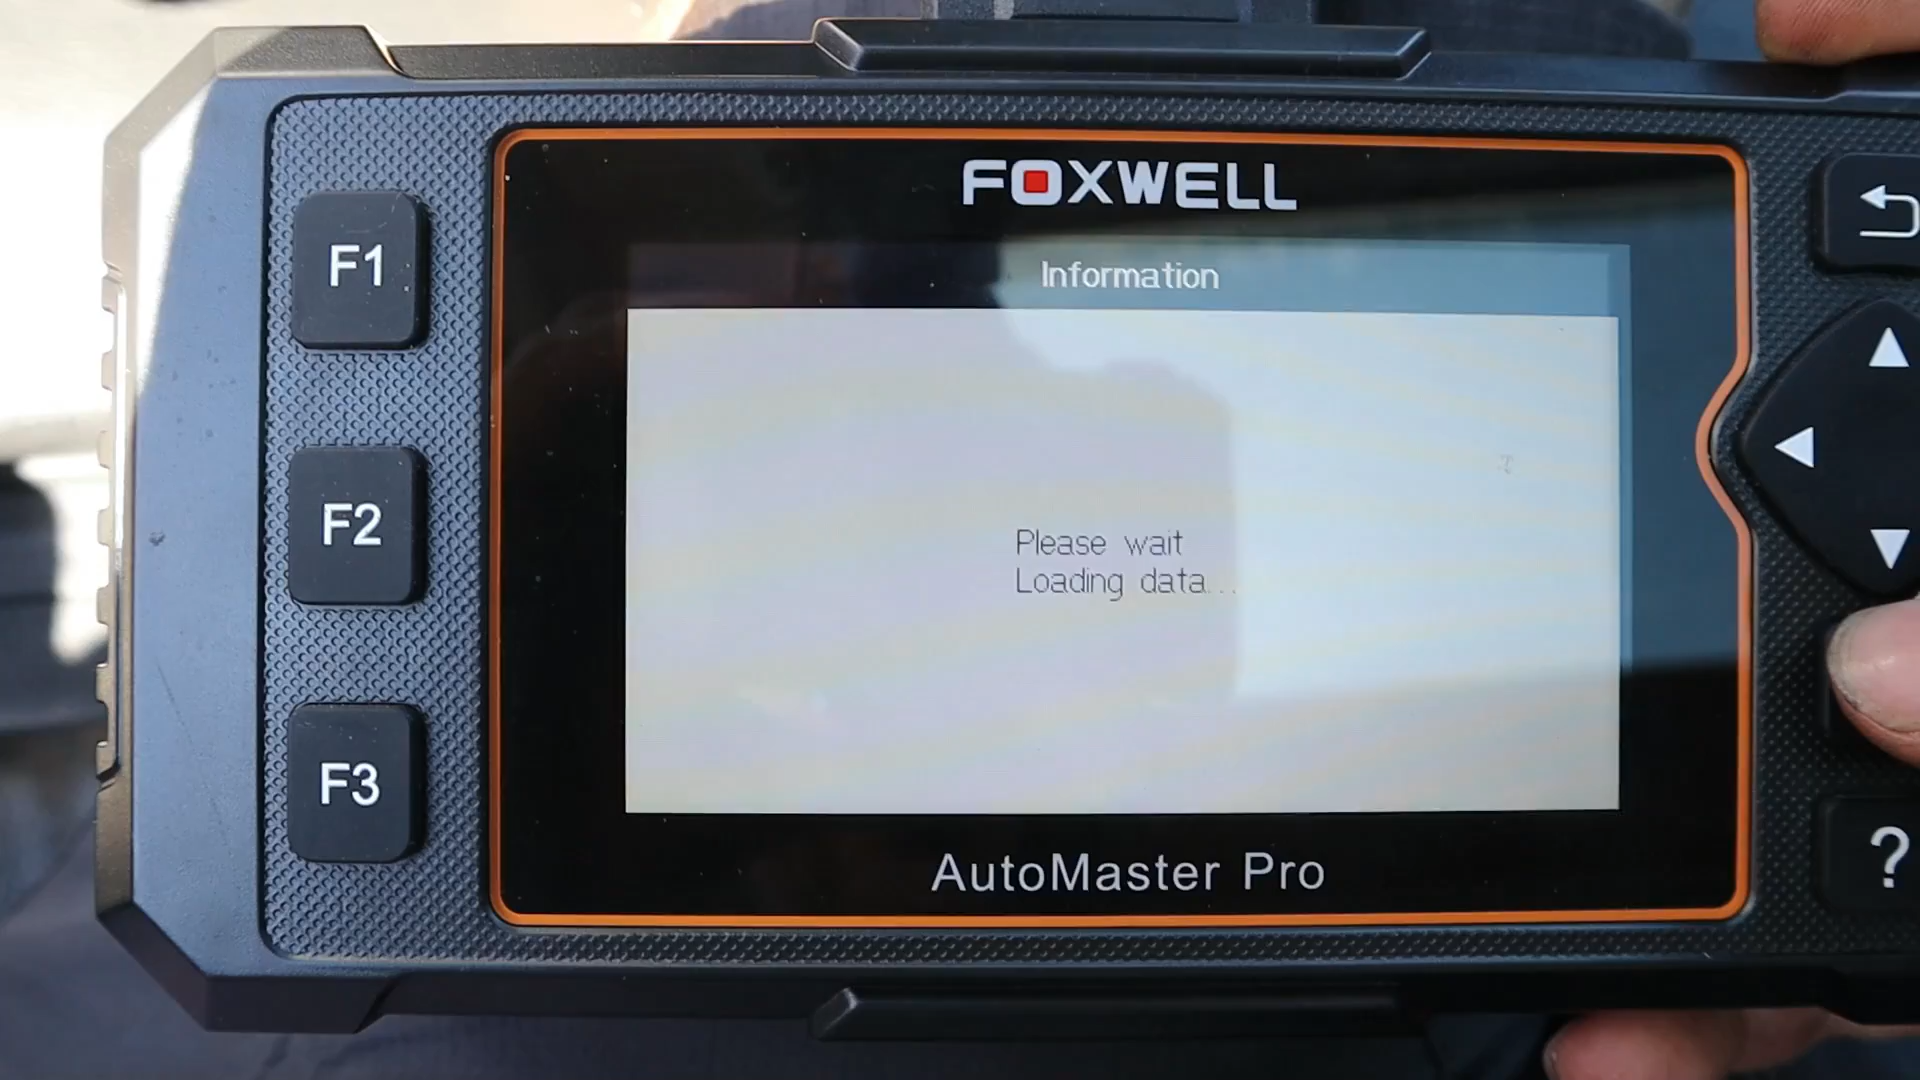 FOXWELL
Information
F1
F2
F3
Please wait
Loading data...
?
AutoMaster Pro